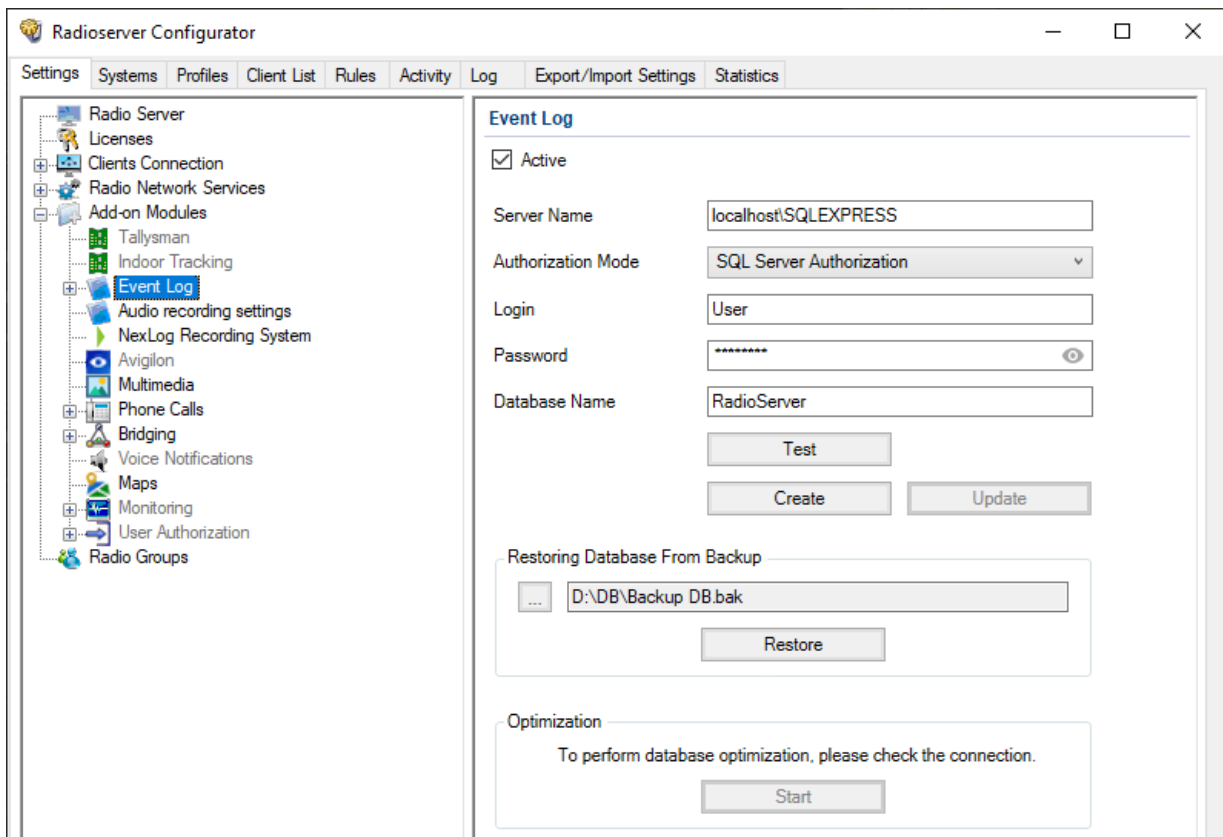 Radioserver Configurator
Settings Systems Profiles Client List Rules Activity Log Export/Import Settings Statistics
Radio Server
Licenses
Clients Connection
Radio Network Services
Add-on Modules
Tallysman
Indoor Tracking
Event Log
Audio recording settings
NexLog Recording System
Avigilon
Multimedia
Phone Calls
Bridging
Voice Notifications
Maps
Monitoring
User Authorization
Radio Groups
Event Log
Active
Server Name localhost\SQLEXPRESS
Authorization Mode SQL Server Authorization
Login User
Password ********
Database Name RadioServer
Test
Create Update
Restoring Database From Backup
... D:\DB\Backup DB.bak
Restore
Optimization
To perform database optimization, please check the connection.
Start